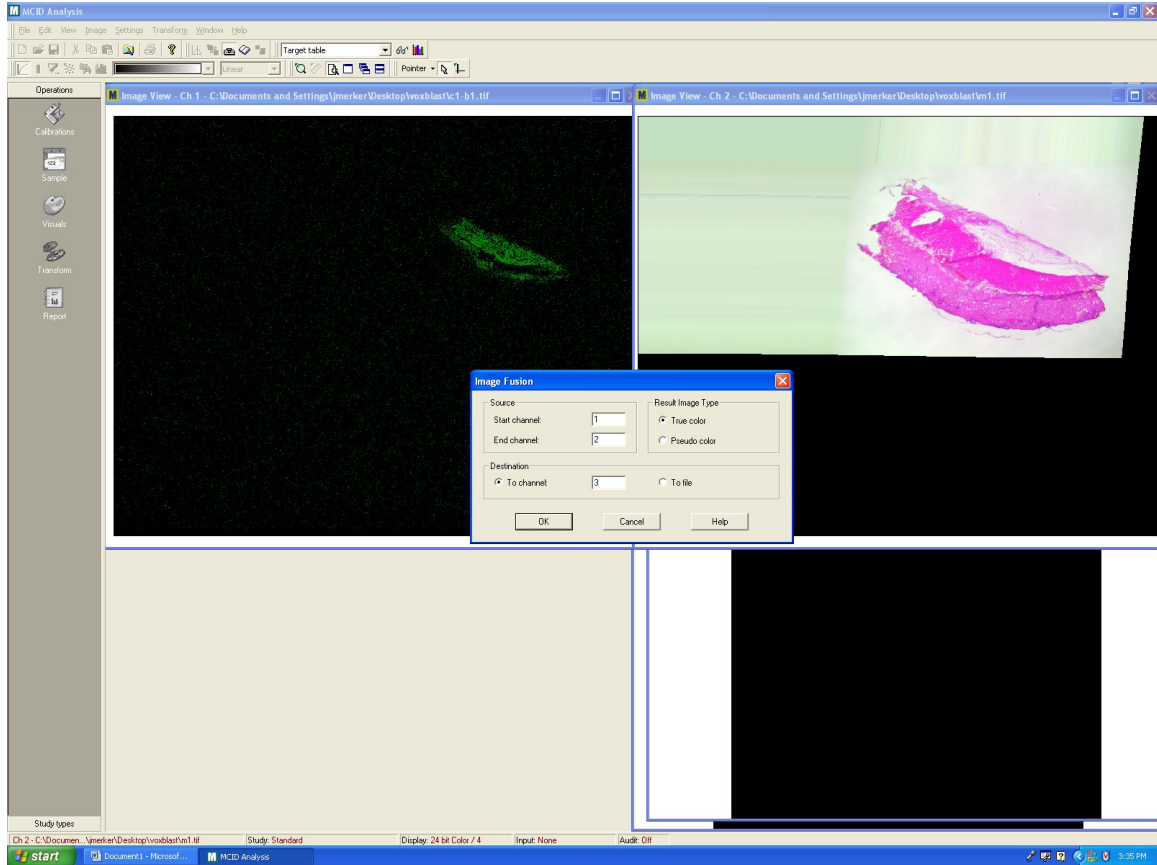 MCID Analysis
File Edit View Image Settings Transform Window Help
Target table
Linear
Pointer
Operations
Calibrations
Sample
Visuals
Transform
Report
Study types
Image View - Ch 1 - C:\Documents and Settings\jmerker\Desktop\voxblast\c1-b1.tif
Image View - Ch 2 - C:\Documents and Settings\jmerker\Desktop\voxblast\m1.tif
Image Fusion
Source
Start channel: 1
End channel: 2
Result Image Type
True color
Pseudo color
Destination
To channel: 3
To file
OK Cancel Help
Ch 2 - C:\Documen...\jmerker\Desktop\voxblast\m1.tif Study: Standard Display: 24 bit Color / 4 Input: None Audit: Off
start Document1 - Microsof... MCID Analysis 3:35 PM